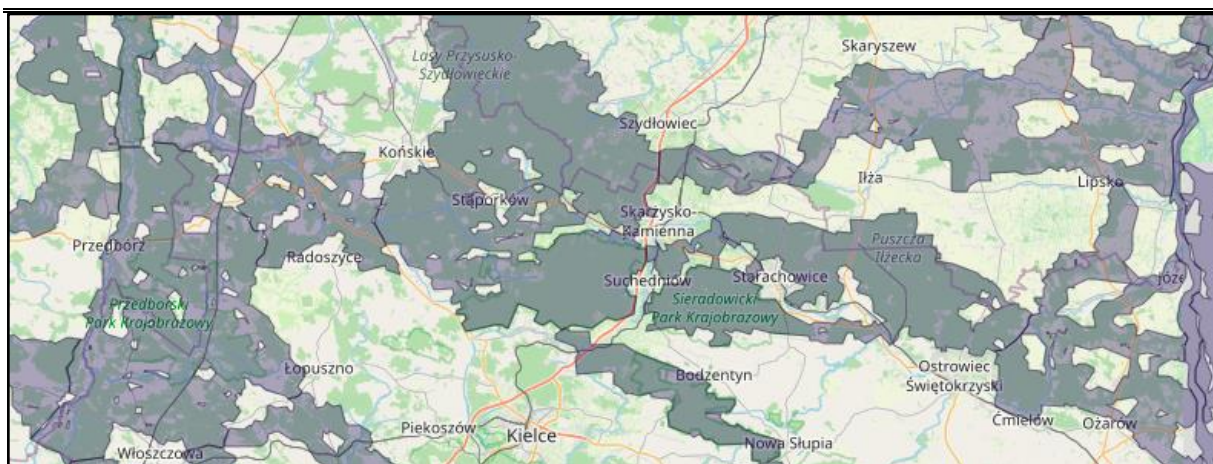 Lasy Przysusko-
Szydłowieckie
Skaryszew
Szydłowiec
Końskie
Iłża
Lipsko
Stąporków
Skarżysko-
Kamienna
Puszcza
Iłżecka
Przedbórz
Radoszyce
Suchedniów
Starachowice
Józe
Przedborski
Park Krajobrazowy
Sieradowicki
Park Krajobrazowy
Łopuszno
Bodzentyn
Ostrowiec
Świętokrzyski
Ćmielów
Ożarów
Piekoszów
Kielce
Nowa Słupia
Włoszczowa